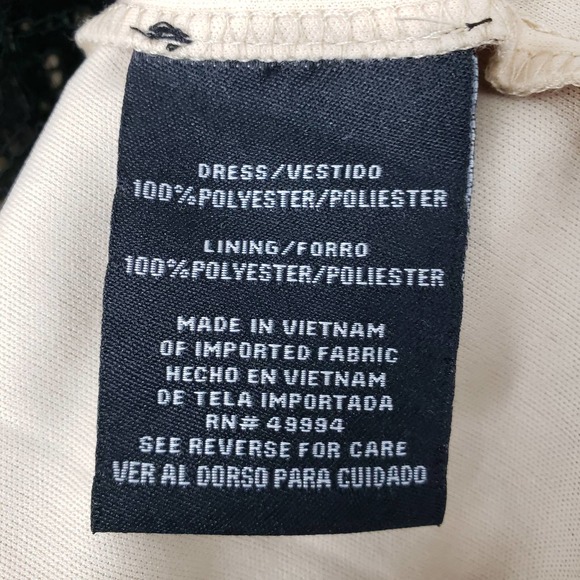 DRESS/VESTIDO
100%POLYESTER/POLIESTER
LINING/FORRO
100%POLYESTER/POLIESTER
MADE IN VIETNAM
OF IMPORTED FABRIC
HECHO EN VIETNAM
DE TELA IMPORTADA
RN# 49994
SEE REVERSE FOR CARE
VER AL DORSO PARA CUIDADO